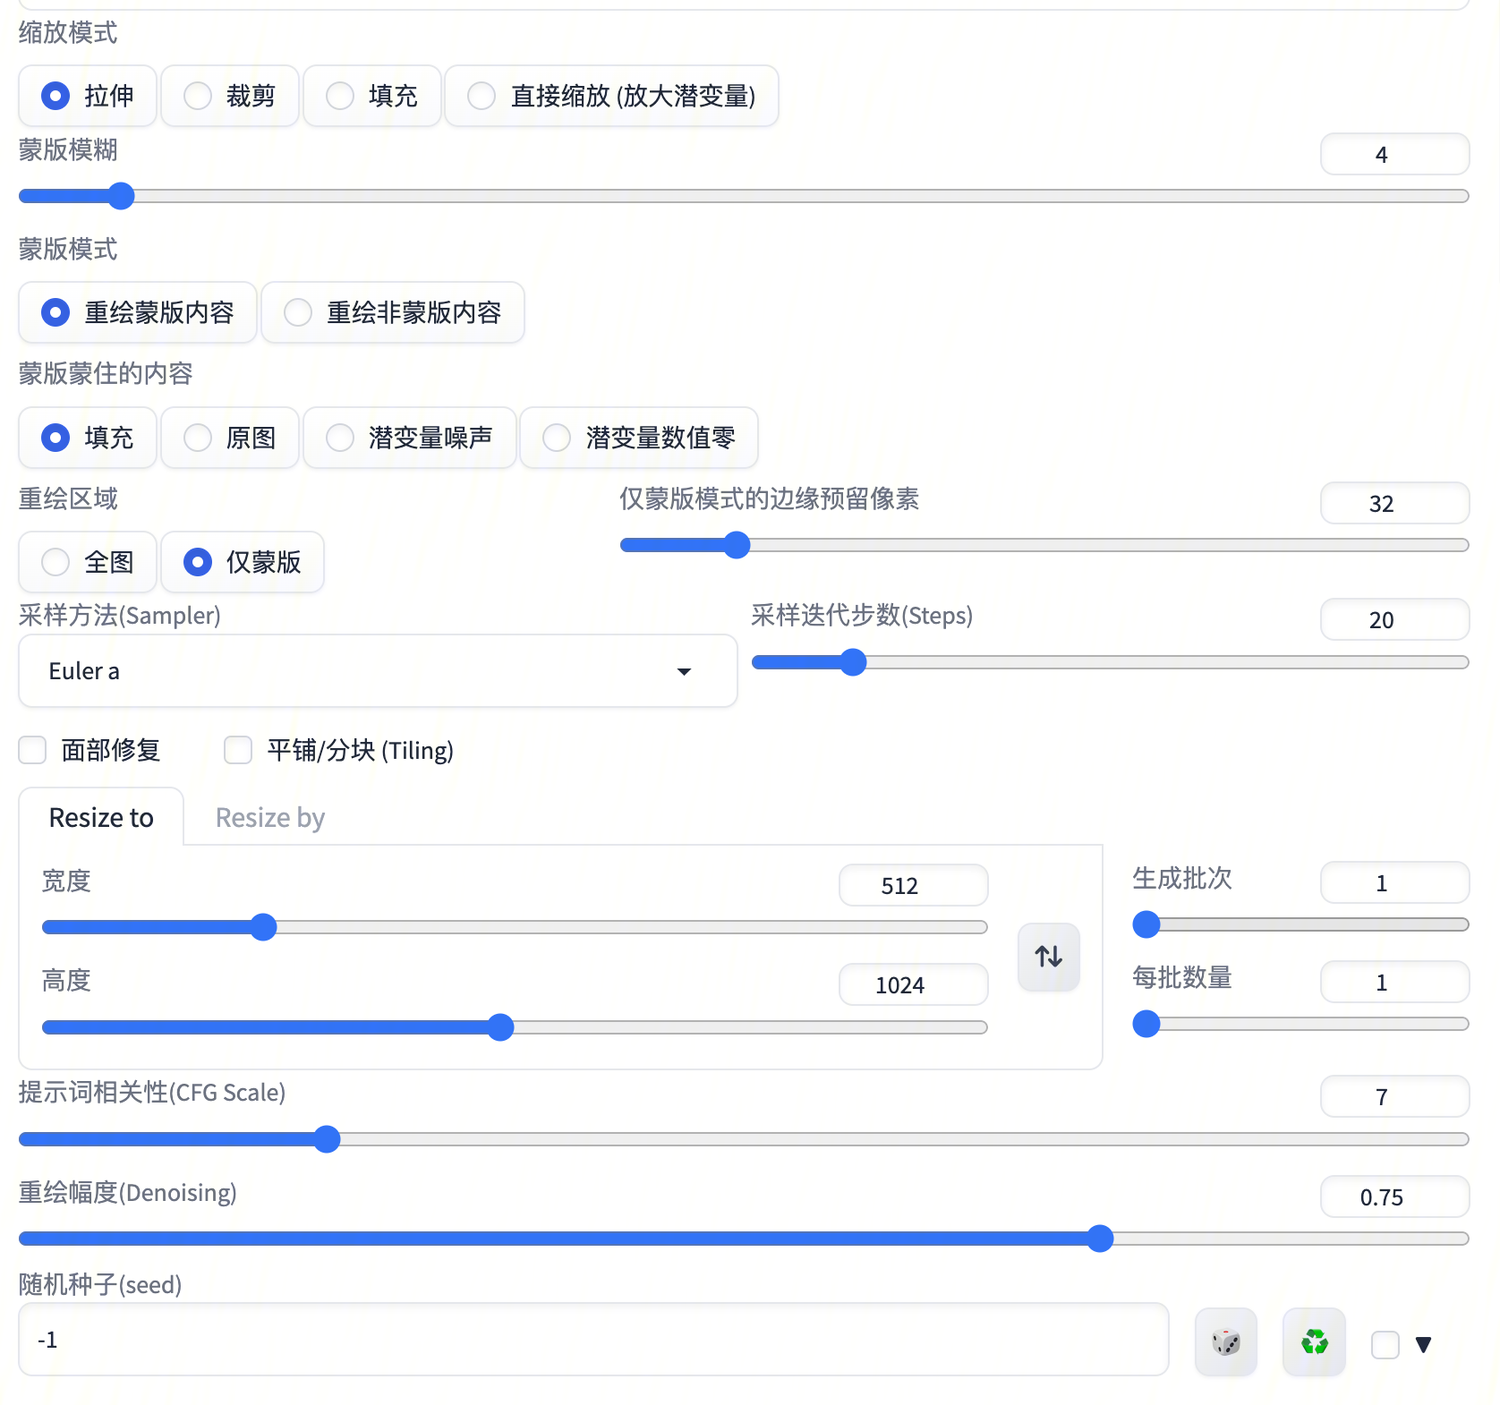 缩放模式
拉伸 裁剪 填充 直接缩放 (放大潜变量)
蒙版模糊 4
蒙版模式
重绘蒙版内容 重绘非蒙版内容
蒙版蒙住的内容
填充 原图 潜变量噪声 潜变量数值零
重绘区域 仅蒙版模式的边缘预留像素 32
全图 仅蒙版
采样方法(Sampler) 采样迭代步数(Steps) 20
Euler a
面部修复 平铺/分块 (Tiling)
Resize to Resize by
宽度 512 生成批次 1
高度 1024 每批数量 1
提示词相关性(CFG Scale) 7
重绘幅度(Denoising) 0.75
随机种子(seed)
-1